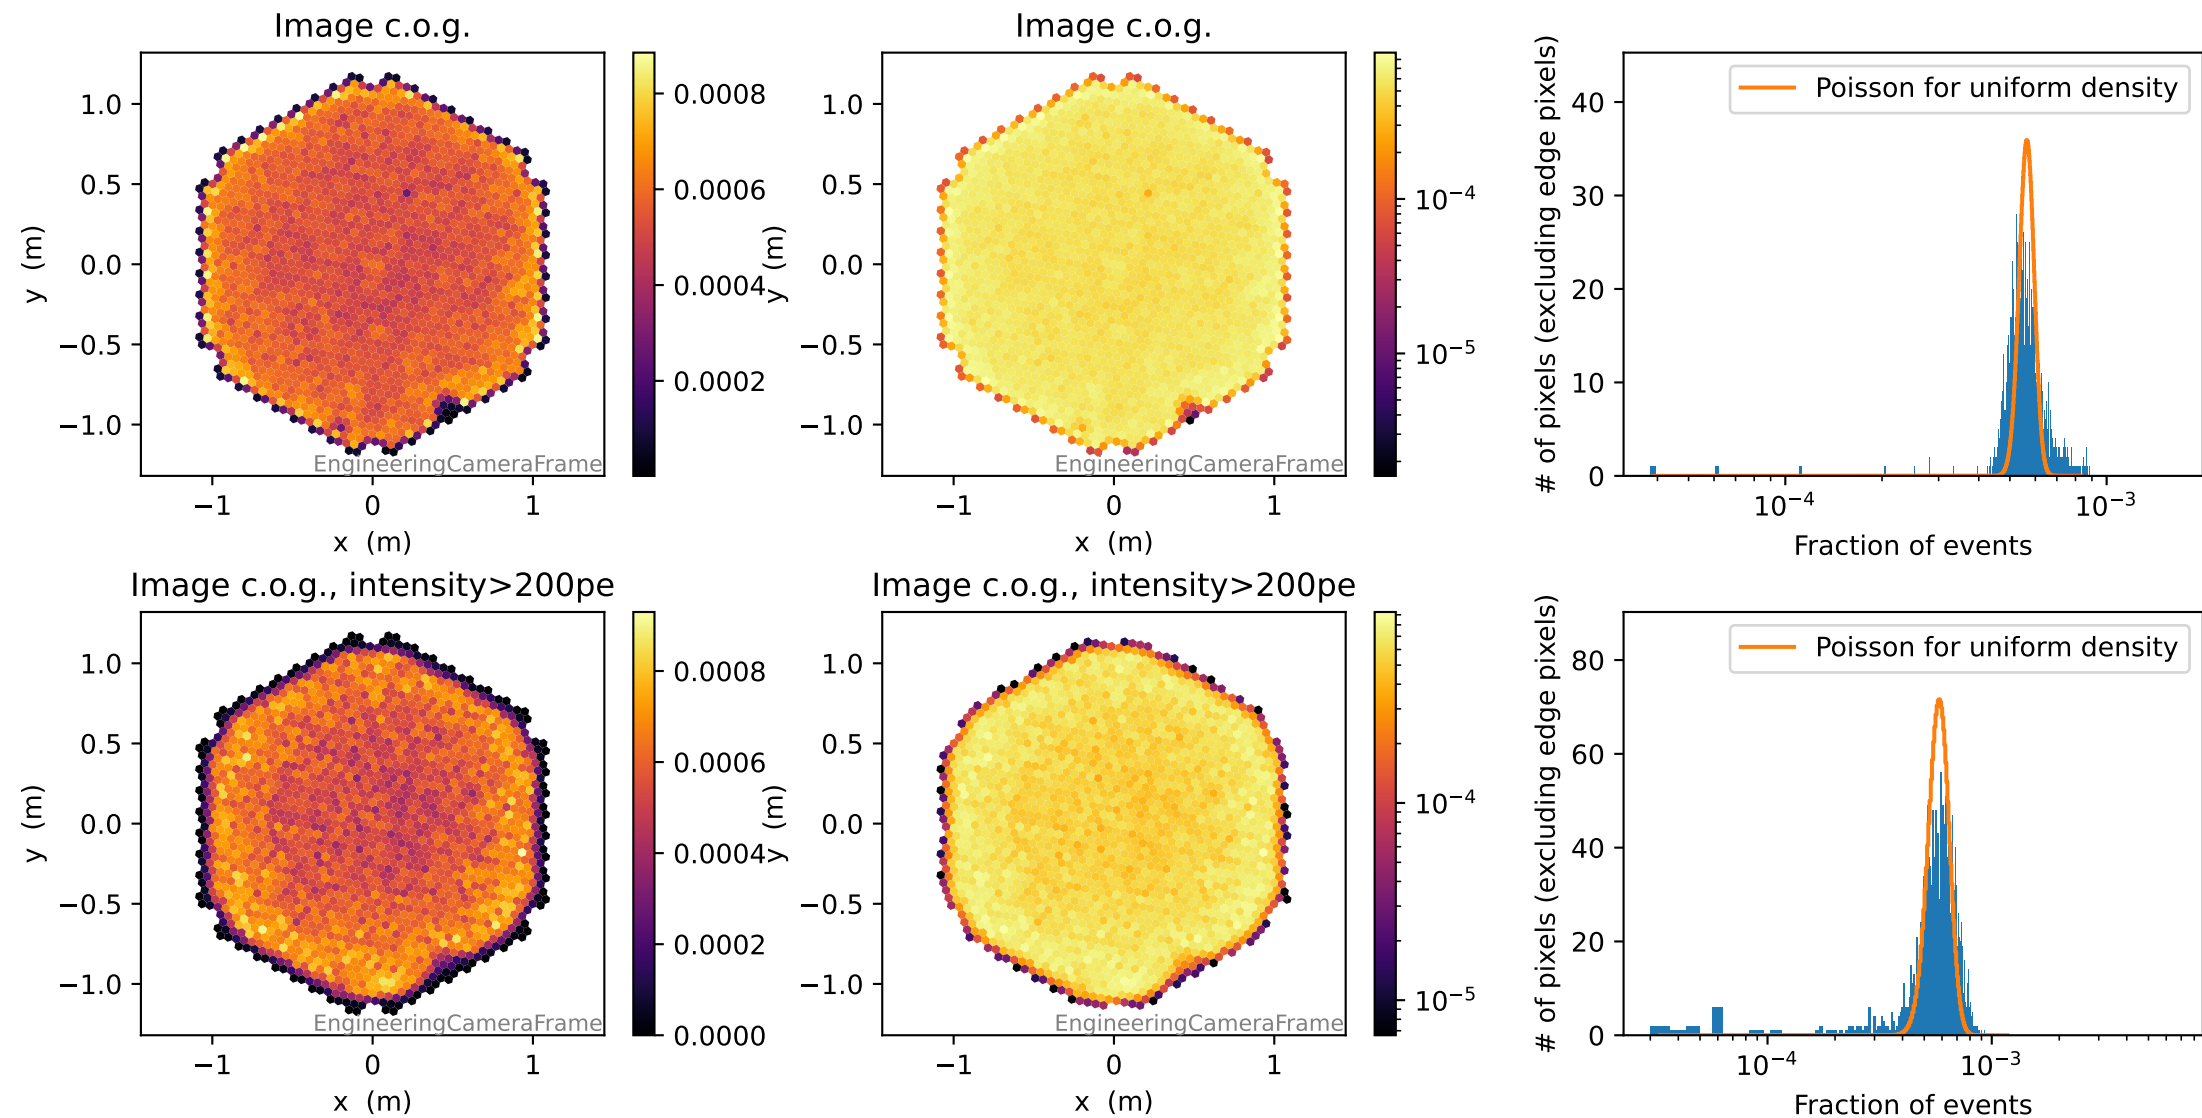 Image c.o.g.
1.0
0.5
0.0
−0.5
−1.0
y (m)
−1
0
1
x (m)
EngineeringCameraFrame
0.0008
0.0006
0.0004
0.0002
Image c.o.g.
1.0
0.5
0.0
−0.5
−1.0
y (m)
−1
0
1
x (m)
EngineeringCameraFrame
10⁻⁴
10⁻⁵
Poisson for uniform density
# of pixels (excluding edge pixels)
40
30
20
10
0
10⁻⁴
10⁻³
Fraction of events
Image c.o.g., intensity>200pe
1.0
0.5
0.0
−0.5
−1.0
y (m)
−1
0
1
x (m)
EngineeringCameraFrame
0.0008
0.0006
0.0004
0.0002
0.0000
Image c.o.g., intensity>200pe
1.0
0.5
0.0
−0.5
−1.0
y (m)
−1
0
1
x (m)
EngineeringCameraFrame
10⁻⁴
10⁻⁵
Poisson for uniform density
# of pixels (excluding edge pixels)
80
60
40
20
0
10⁻⁴
10⁻³
Fraction of events